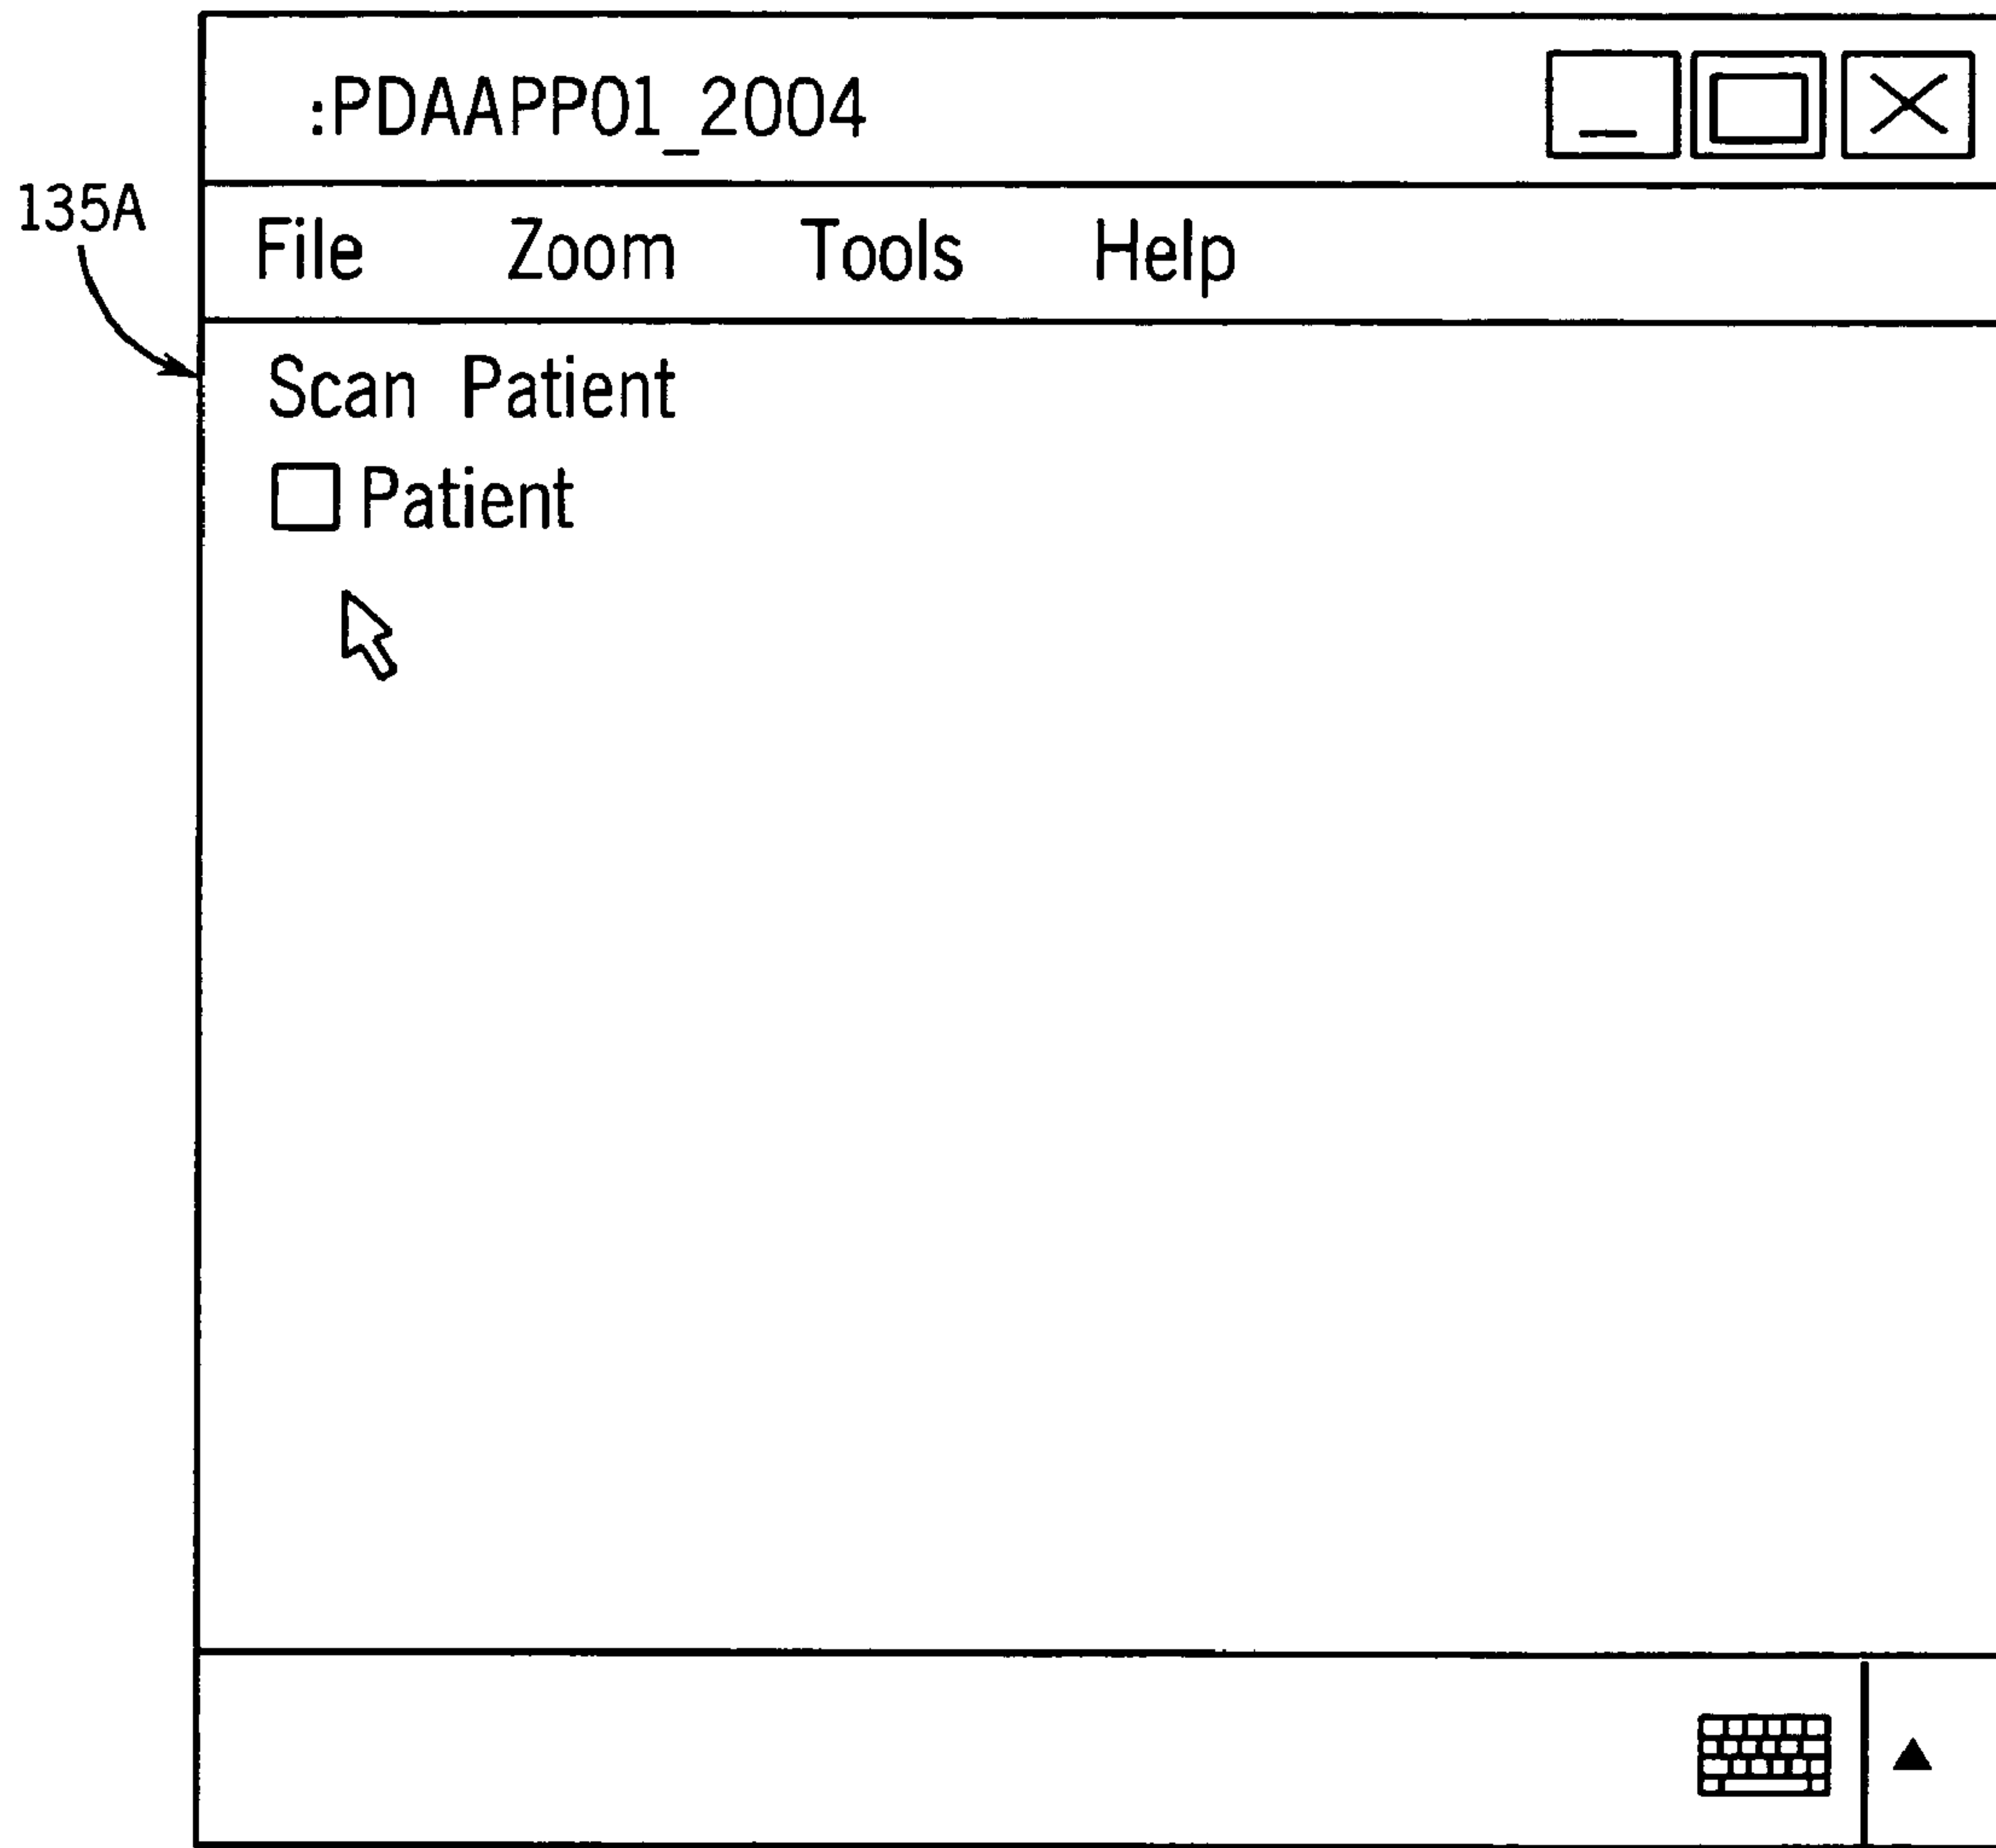 :PDAAPP01_2004
135A
File Zoom Tools Help
Scan Patient
Patient